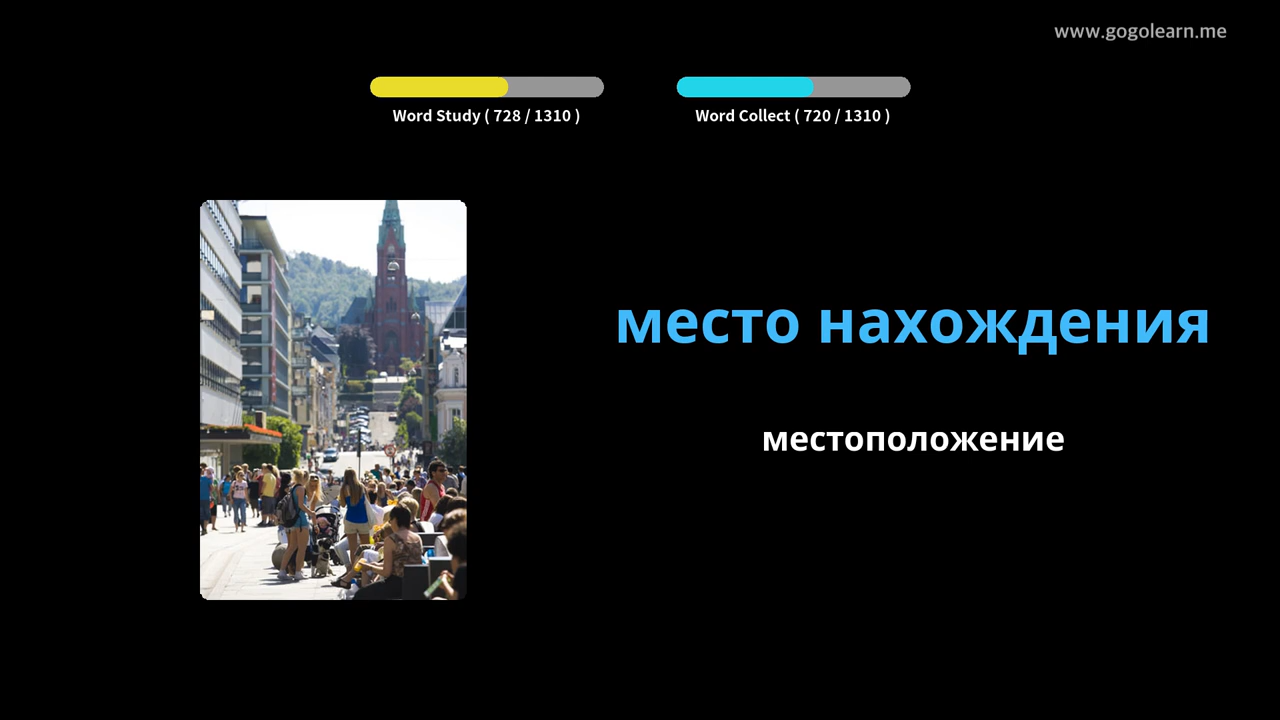 www.gogolearn.me
Word Study ( 728 / 1310 )
Word Collect ( 720 / 1310 )
место нахождения
местоположение